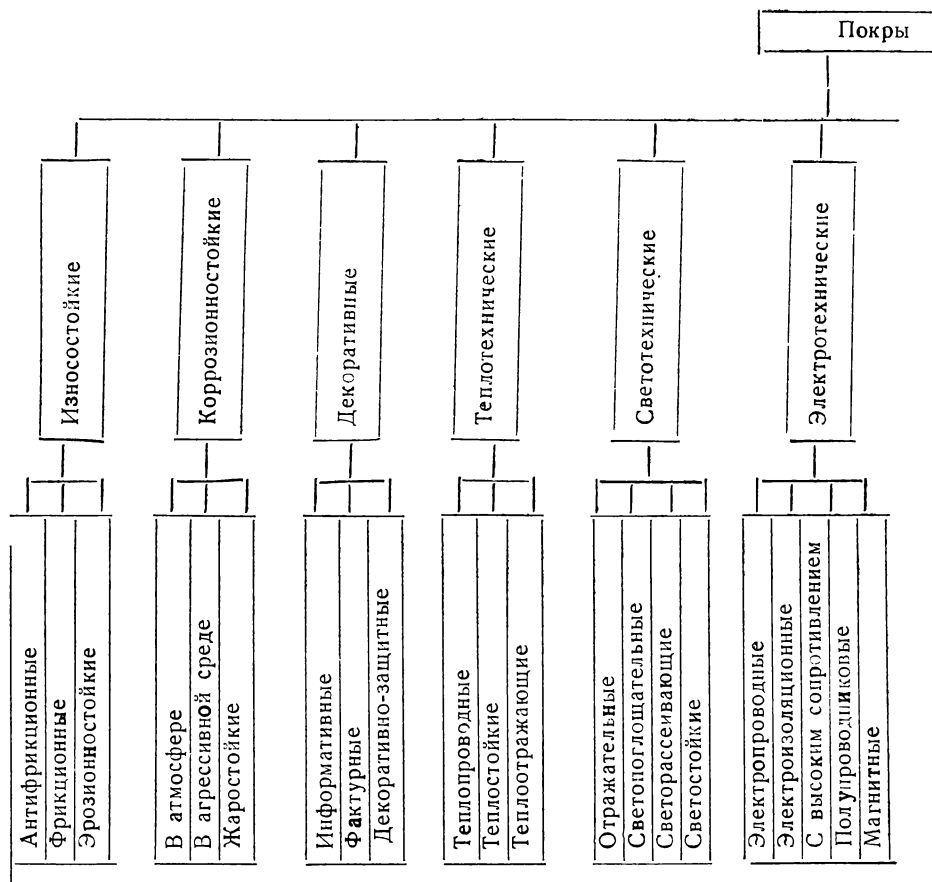 Покры
Износостойкие
Коррозионностойкие
Декоративные
Теплотехнические
Светотехнические
Электротехнические
Антифрикционные
Фрикционные
Эрозионностойкие
В атмосфере
В агрессивной среде
Жаростойкие
Информативные
Фактурные
Декоративно-защитные
Теплопроводные
Теплостойкие
Теплоотражающие
Отражательные
Светопоглощательные
Светорассеивающие
Светостойкие
Электропроводные
Электроизоляционные
С высоким сопротивлением
Полупроводниковые
Магнитные